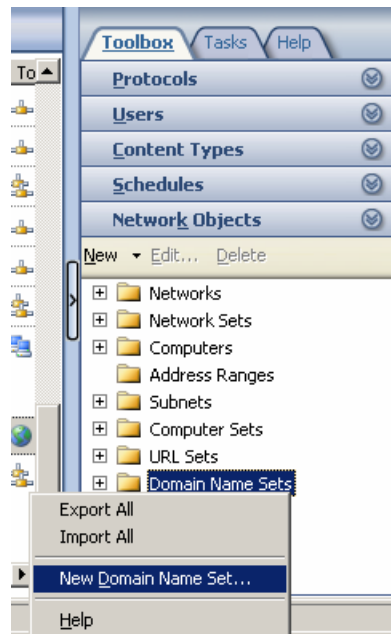 Toolbox Tasks Help
To
Protocols
Users
Content Types
Schedules
Network Objects
New Edit... Delete
Networks
Network Sets
Computers
Address Ranges
Subnets
Computer Sets
URL Sets
Domain Name Sets
Export All
Import All
New Domain Name Set...
Help